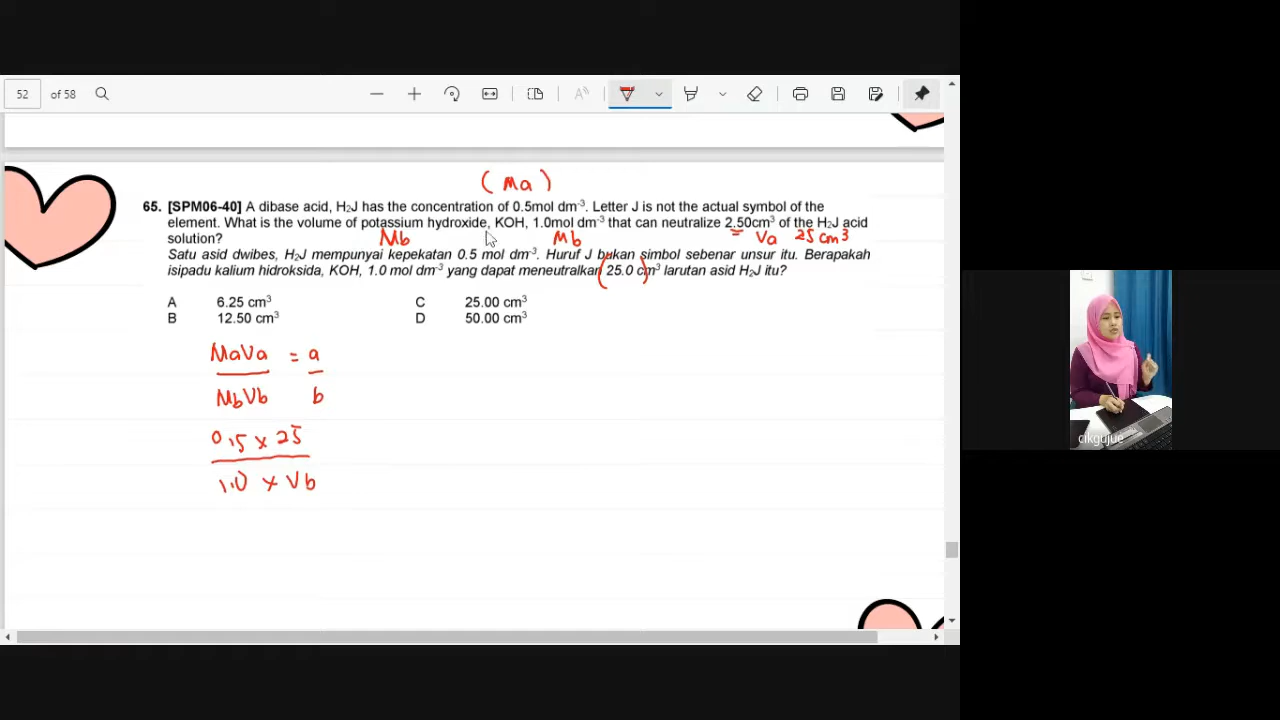 52 of 58
(Ma)
65. [SPM06-40] A dibase acid, H₂J has the concentration of 0.5mol dm⁻³. Letter J is not the actual symbol of the
element. What is the volume of potassium hydroxide, KOH, 1.0mol dm⁻³ that can neutralize 2.50cm³ of the H₂J acid
solution?
Mb Mb = Va 25 cm³
Satu asid dwibes, H₂J mempunyai kepekatan 0.5 mol dm⁻³. Huruf J bukan simbol sebenar unsur itu. Berapakah
isipadu kalium hidroksida, KOH, 1.0 mol dm⁻³ yang dapat meneutralkan (25.0 cm³) larutan asid H₂J itu?
A 6.25 cm³ C 25.00 cm³
B 12.50 cm³ D 50.00 cm³
MaVa = a
MbVb b
0.5 x 25
1.0 x Vb
cikgujue